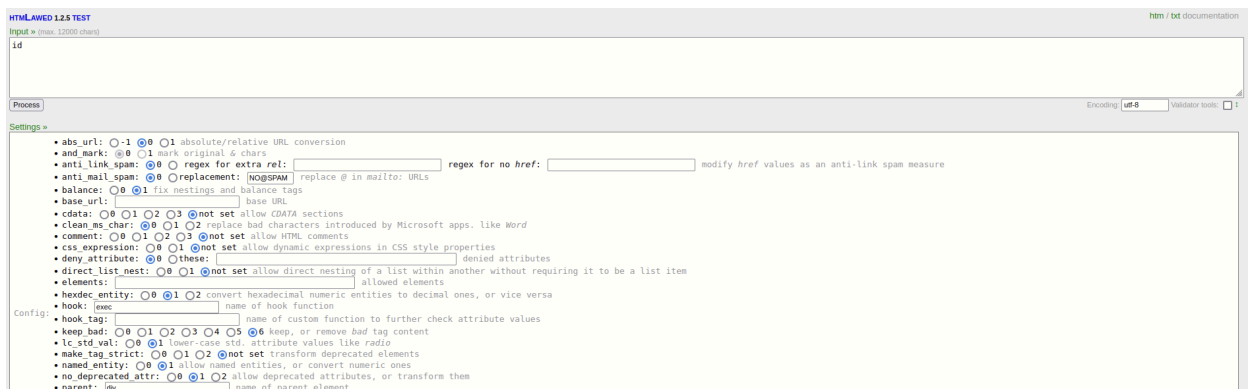 HTMLAWED 1.2.5 TEST
htm / txt documentation
Input » (max. 12000 chars)
id
Process
Encoding: utf-8 Validator tools:
Settings »
Config:
• abs_url: -1 0 1 absolute/relative URL conversion
• and_mark: 0 1 mark original & chars
• anti_link_spam: 0 regex for extra rel: regex for no href: modify href values as an anti-link spam measure
• anti_mail_spam: 0 replacement: NO@SPAM replace @ in mailto: URLs
• balance: 0 1 fix nestings and balance tags
• base_url: base URL
• cdata: 0 1 2 3 not set allow CDATA sections
• clean_ms_char: 0 1 2 replace bad characters introduced by Microsoft apps. like Word
• comment: 0 1 2 3 not set allow HTML comments
• css_expression: 0 1 not set allow dynamic expressions in CSS style properties
• deny_attribute: 0 these: denied attributes
• direct_list_nest: 0 1 not set allow direct nesting of a list within another without requiring it to be a list item
• elements: allowed elements
• hexdec_entity: 0 1 2 convert hexadecimal numeric entities to decimal ones, or vice versa
• hook: exec name of hook function
• hook_tag: name of custom function to further check attribute values
• keep_bad: 0 1 2 3 4 5 6 keep, or remove bad tag content
• lc_std_val: 0 1 lower-case std. attribute values like radio
• make_tag_strict: 0 1 2 not set transform deprecated elements
• named_entity: 0 1 allow named entities, or convert numeric ones
• no_deprecated_attr: 0 1 2 allow deprecated attributes, or transform them
• parent: div name of parent element